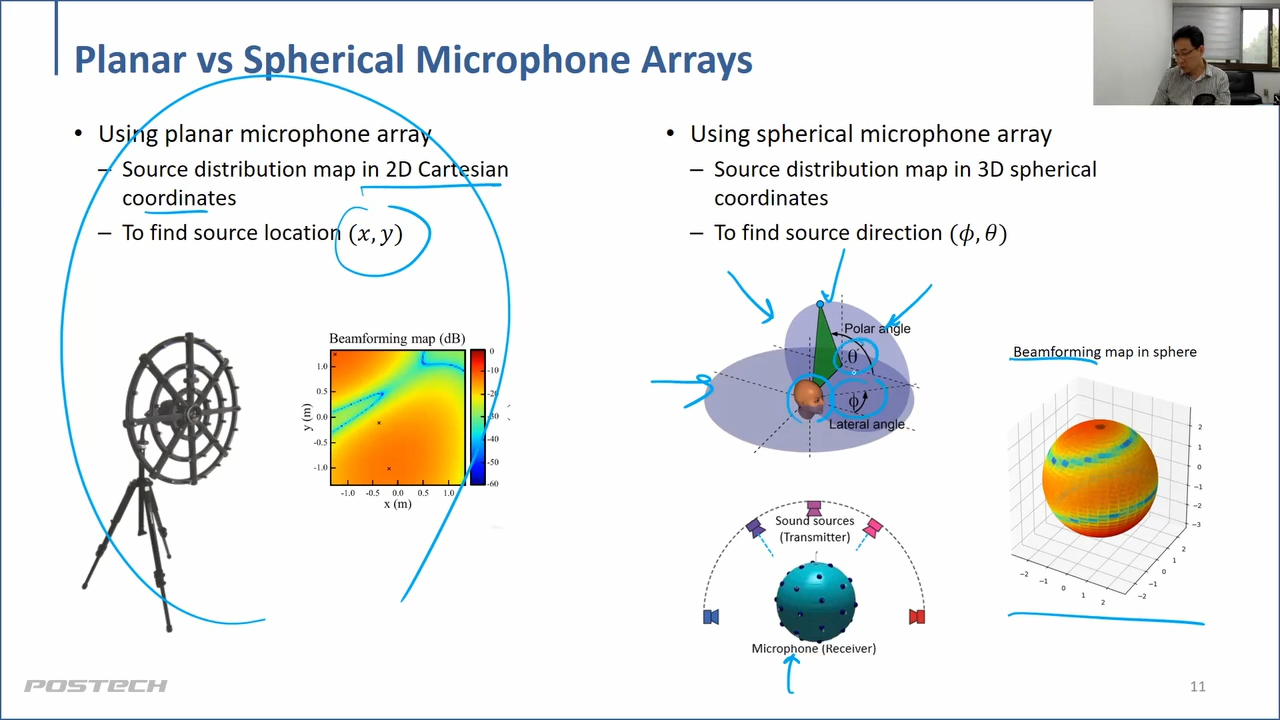 Planar vs Spherical Microphone Arrays
• Using planar microphone array
– Source distribution map in 2D Cartesian
coordinates
– To find source location (x, y)
Beamforming map (dB)
1.0
0.5
0.0
-0.5
-1.0
y (m)
-1.0 -0.5 0.0 0.5 1.0
x (m)
0
-10
-20
-30
-40
-50
-60
• Using spherical microphone array
– Source distribution map in 3D spherical
coordinates
– To find source direction (ϕ, θ)
Polar angle
θ
ϕ
Lateral angle
Sound sources
(Transmitter)
Microphone (Receiver)
Beamforming map in sphere
2
1
0
−1
−2
−3
−2 −1 0 1 2
−2 −1 0 1 2
POSTECH
11